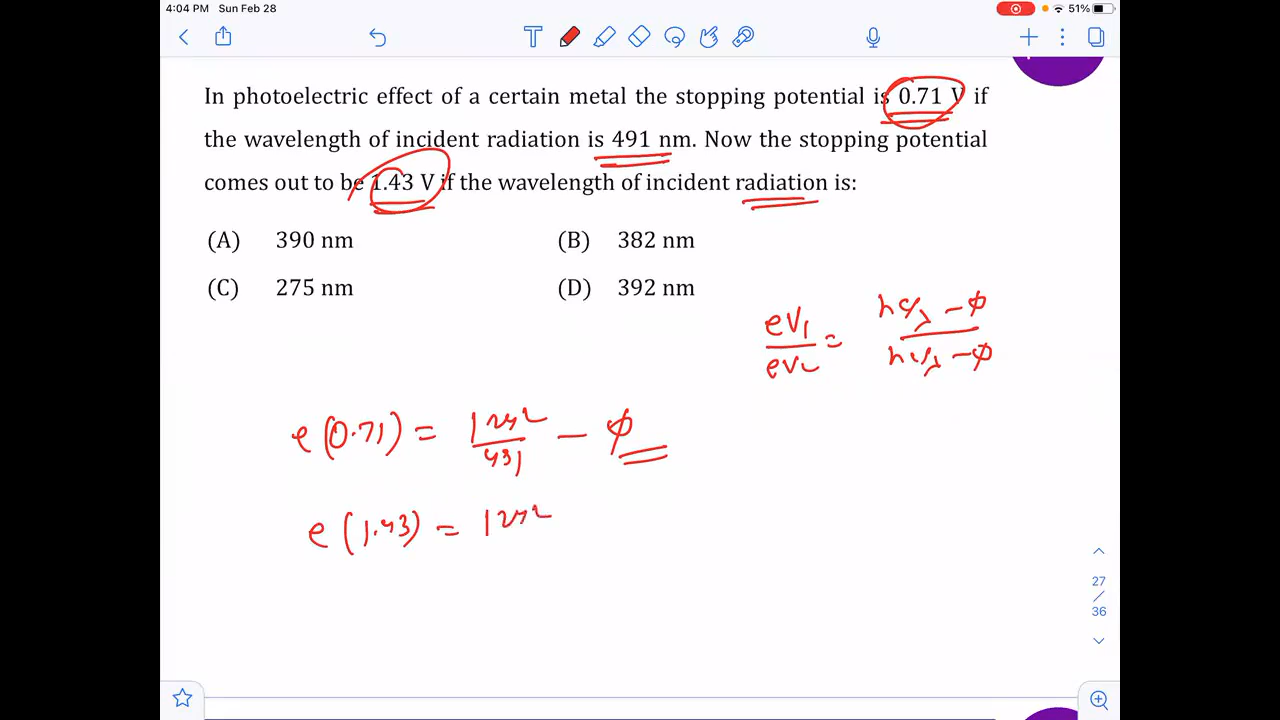 4:04 PM Sun Feb 28
51%
In photoelectric effect of a certain metal the stopping potential is 0.71 V if
the wavelength of incident radiation is 491 nm. Now the stopping potential
comes out to be 1.43 V if the wavelength of incident radiation is:
(A) 390 nm (B) 382 nm
(C) 275 nm (D) 392 nm
eV₁/eV₂ = (hc/λ − ϕ)/(hc/λ − ϕ)
e(0.71) = 1242/491 − ϕ
e(1.43) = 1242
27
/
36